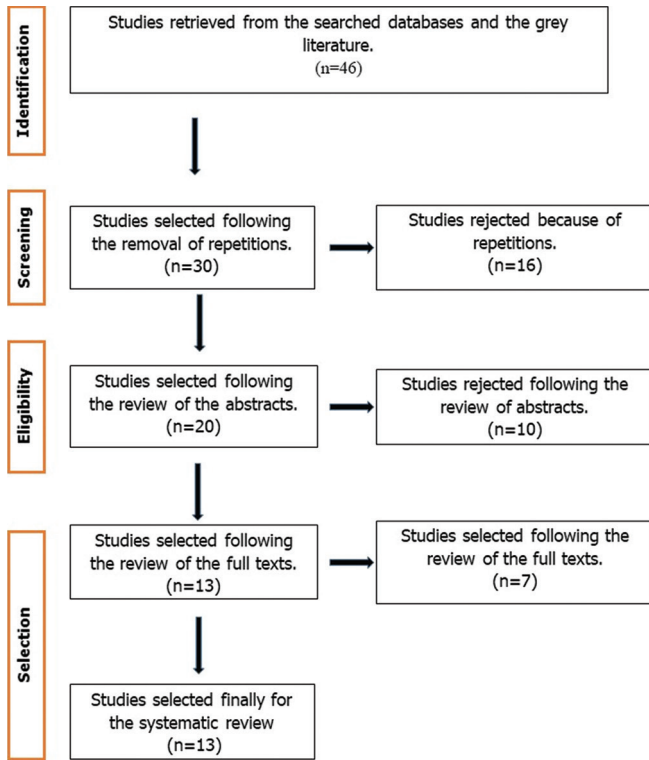 Identification
Studies retrieved from the searched databases and the grey
literature.
(n=46)
Screening
Studies selected following
the removal of repetitions.
(n=30)
Studies rejected because of
repetitions.
(n=16)
Eligibility
Studies selected following
the review of the abstracts.
(n=20)
Studies rejected following the
review of abstracts.
(n=10)
Selection
Studies selected following
the review of the full texts.
(n=13)
Studies selected following the
review of the full texts.
(n=7)
Studies selected finally for
the systematic review
(n=13)